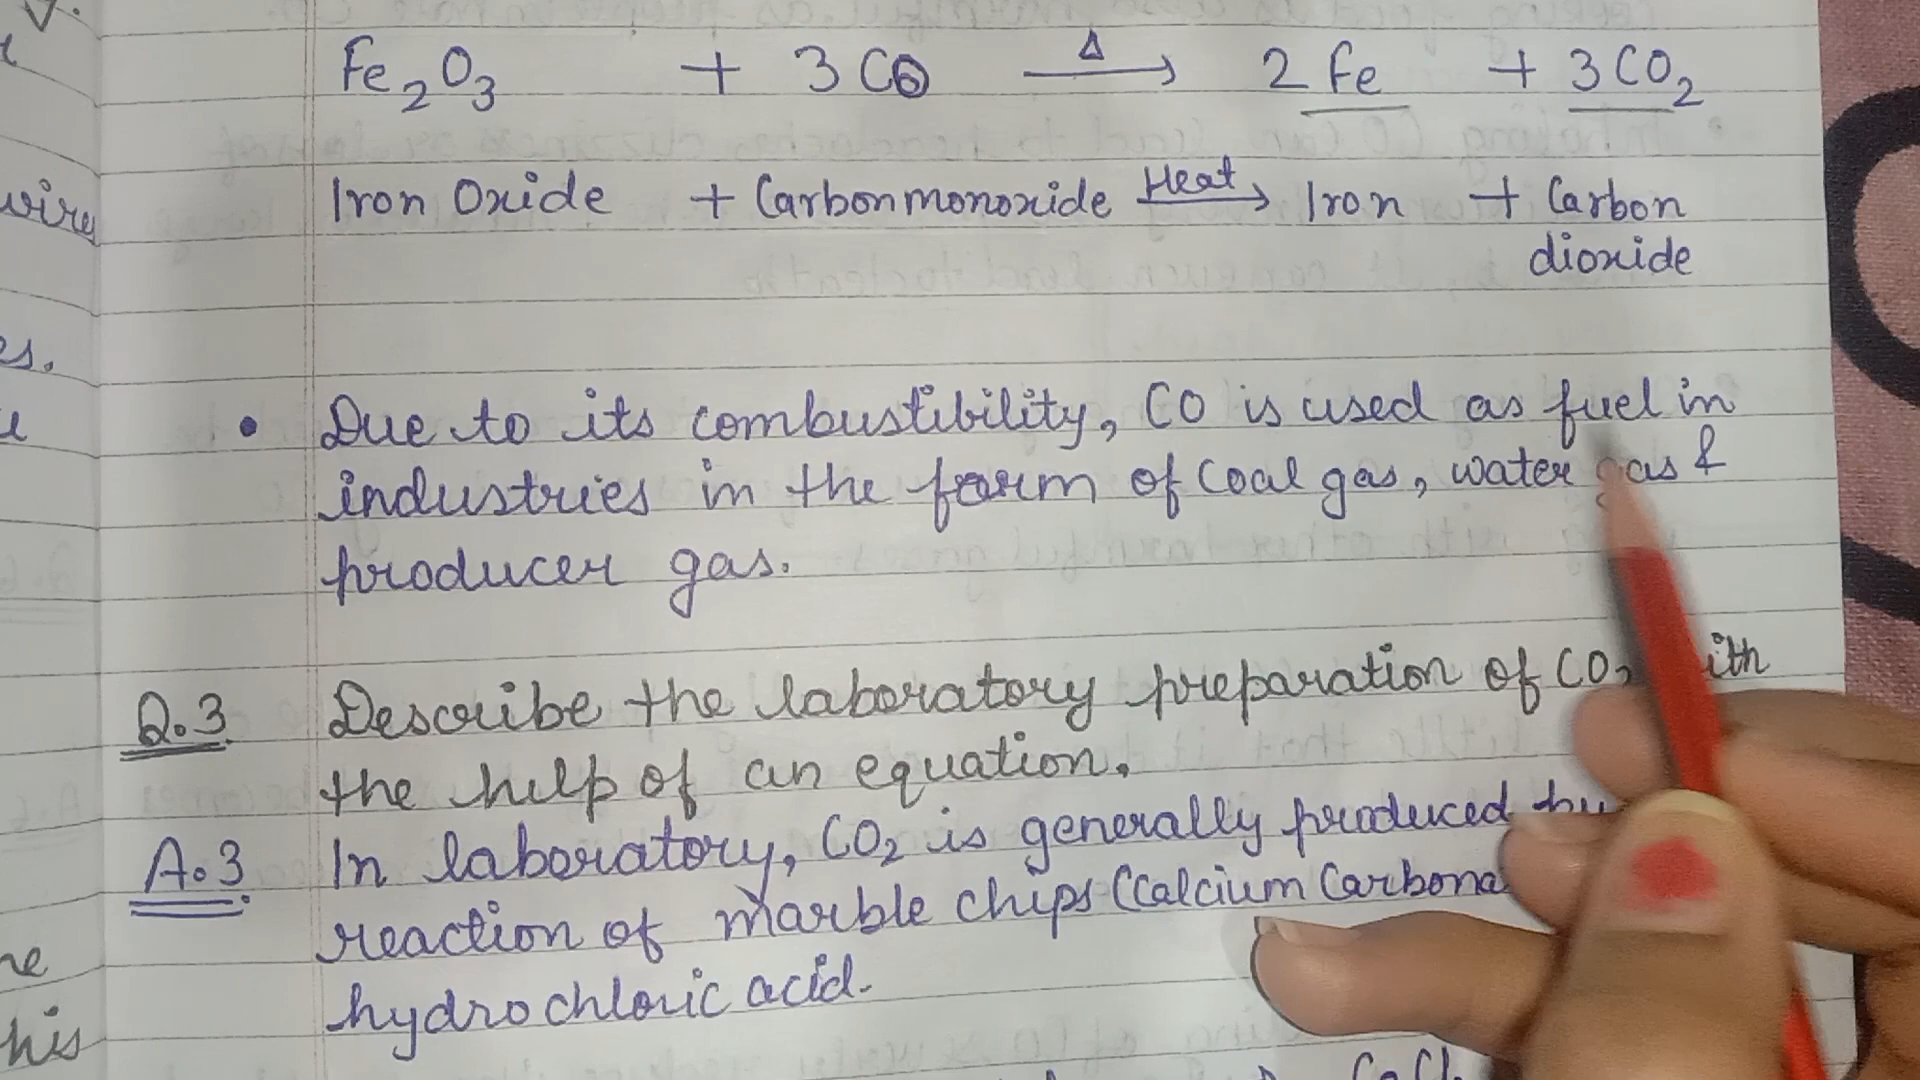 Fe2O3 + 3CO Δ→ 2Fe + 3CO2
Iron Oxide + Carbonmonoxide Heat→ Iron + Carbon
dioxide
• Due to its combustibility, CO is used as fuel in
industries in the form of coal gas, water gas &
producer gas.
Q.3 Describe the laboratory preparation of CO2
the help of an equation.
A.3 In laboratory, CO2 is generally produced by
reaction of marble chips (Calcium
hydrochloric acid.
wire
es.
his